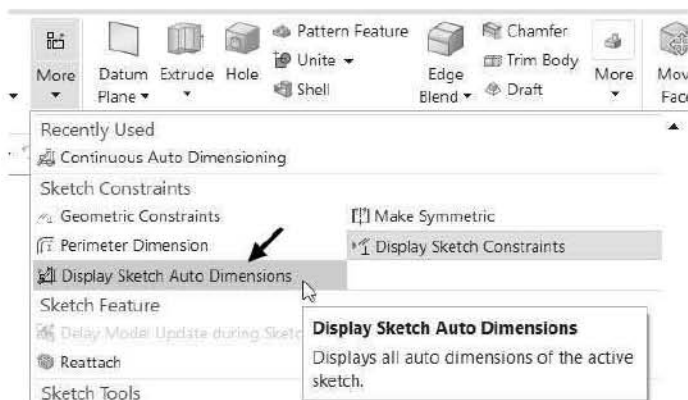 More
Datum Plane
Extrude
Hole
Pattern Feature
Unite
Shell
Edge Blend
Chamfer
Trim Body
Draft
More
Mov
Face
Recently Used
Continuous Auto Dimensioning
Sketch Constraints
Geometric Constraints
Make Symmetric
Perimeter Dimension
Display Sketch Constraints
Display Sketch Auto Dimensions
Sketch Feature
Delay Model Update during Sketc
Reattach
Sketch Tools
Display Sketch Auto Dimensions
Displays all auto dimensions of the active
sketch.